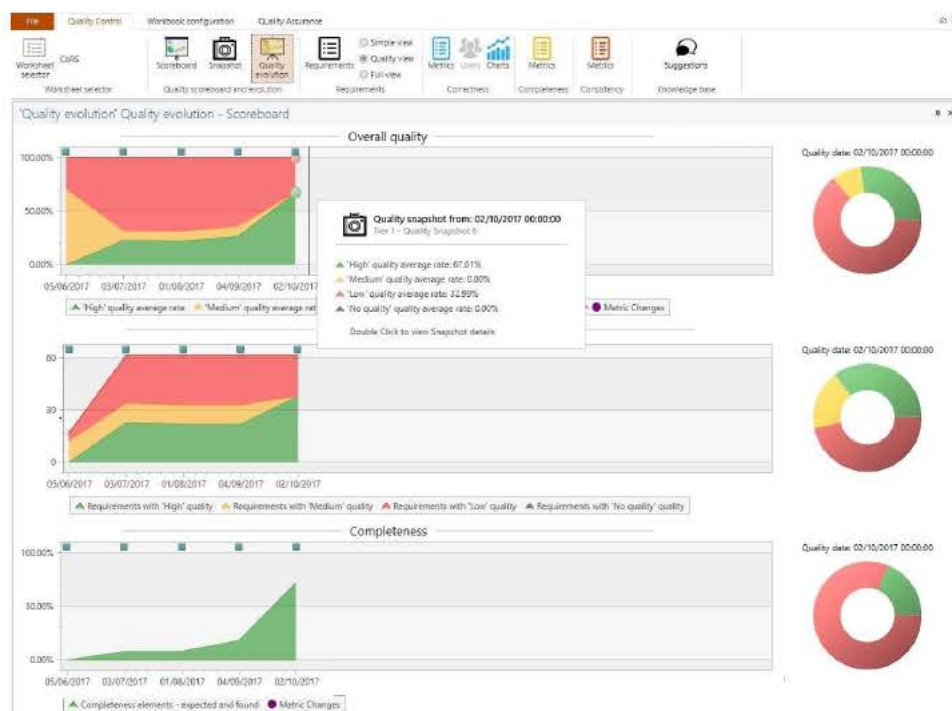 File Quality Control Workbook configuration Quality Assurance
Worksheet selector CoRS Scoreboard Snapshot Quality evolution Requirements Simple view Quality view Full view Metrics Users Charts Metrics Metrics Suggestions
Worksheet selector Quality scoreboard and evolution Requirements Correctness Completeness Consistency Knowledge base
'Quality evolution' Quality evolution - Scoreboard
Overall quality
Quality date: 02/10/2017 00:00:00
100.00%
50.00%
0.00%
05/06/2017 03/07/2017 01/08/2017 04/09/2017 02/10/2017
'High' quality average rate 'Medium' quality average rat Metric Changes
Quality snapshot from: 02/10/2017 00:00:00
Tier 1 - Quality Snapshot 6
'High' quality average rate: 67.01%
'Medium' quality average rate: 0.00%
'Low' quality average rate: 32.99%
'No quality' quality average rate: 0.00%
Double Click to view Snapshot details
Quality date: 02/10/2017 00:00:00
60
30
0
05/06/2017 03/07/2017 01/08/2017 04/09/2017 02/10/2017
Requirements with 'High' quality Requirements with 'Medium' quality Requirements with 'Low' quality Requirements with 'No quality' quality
Completeness
Quality date: 02/10/2017 00:00:00
100.00%
50.00%
0.00%
05/06/2017 03/07/2017 01/08/2017 04/09/2017 02/10/2017
Completeness elements - expected and found Metric Changes